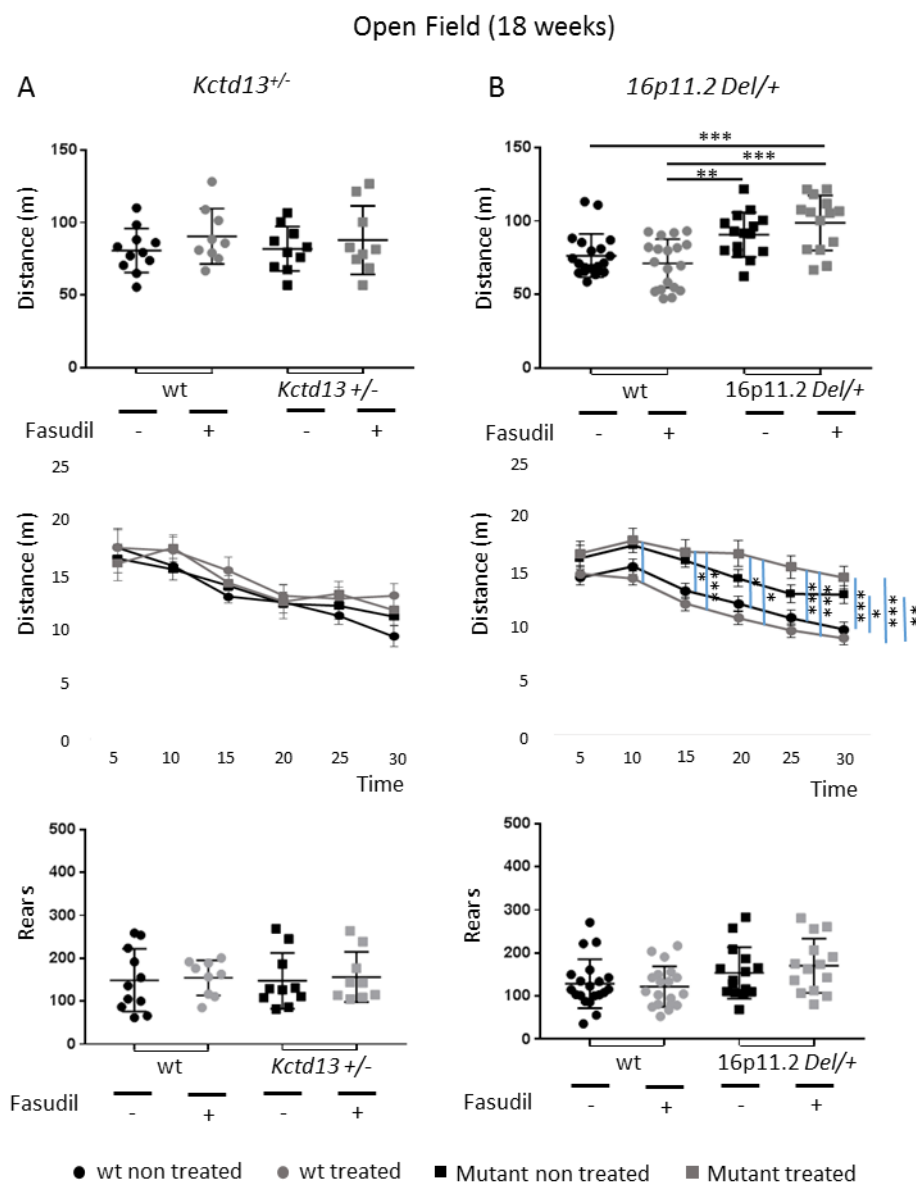 Open Field (18 weeks)
A
Kctd13+/-
Distance (m)
150
100
50
0
wt
Kctd13 +/-
Fasudil
-
+
-
+
B
16p11.2 Del/+
Distance (m)
150
100
50
0
***
***
**
wt
16p11.2 Del/+
Fasudil
-
+
-
+
Distance (m)
25
20
15
10
5
0
5 10 15 20 25 30
Time
Distance (m)
25
20
15
10
5
0
*
***
*
*
***
***
***
*
***
**
5 10 15 20 25 30
Time
Rears
500
400
300
200
100
0
wt
Kctd13 +/-
Fasudil
-
+
-
+
Rears
500
400
300
200
100
0
wt
16p11.2 Del/+
Fasudil
-
+
-
+
wt non treated
wt treated
Mutant non treated
Mutant treated